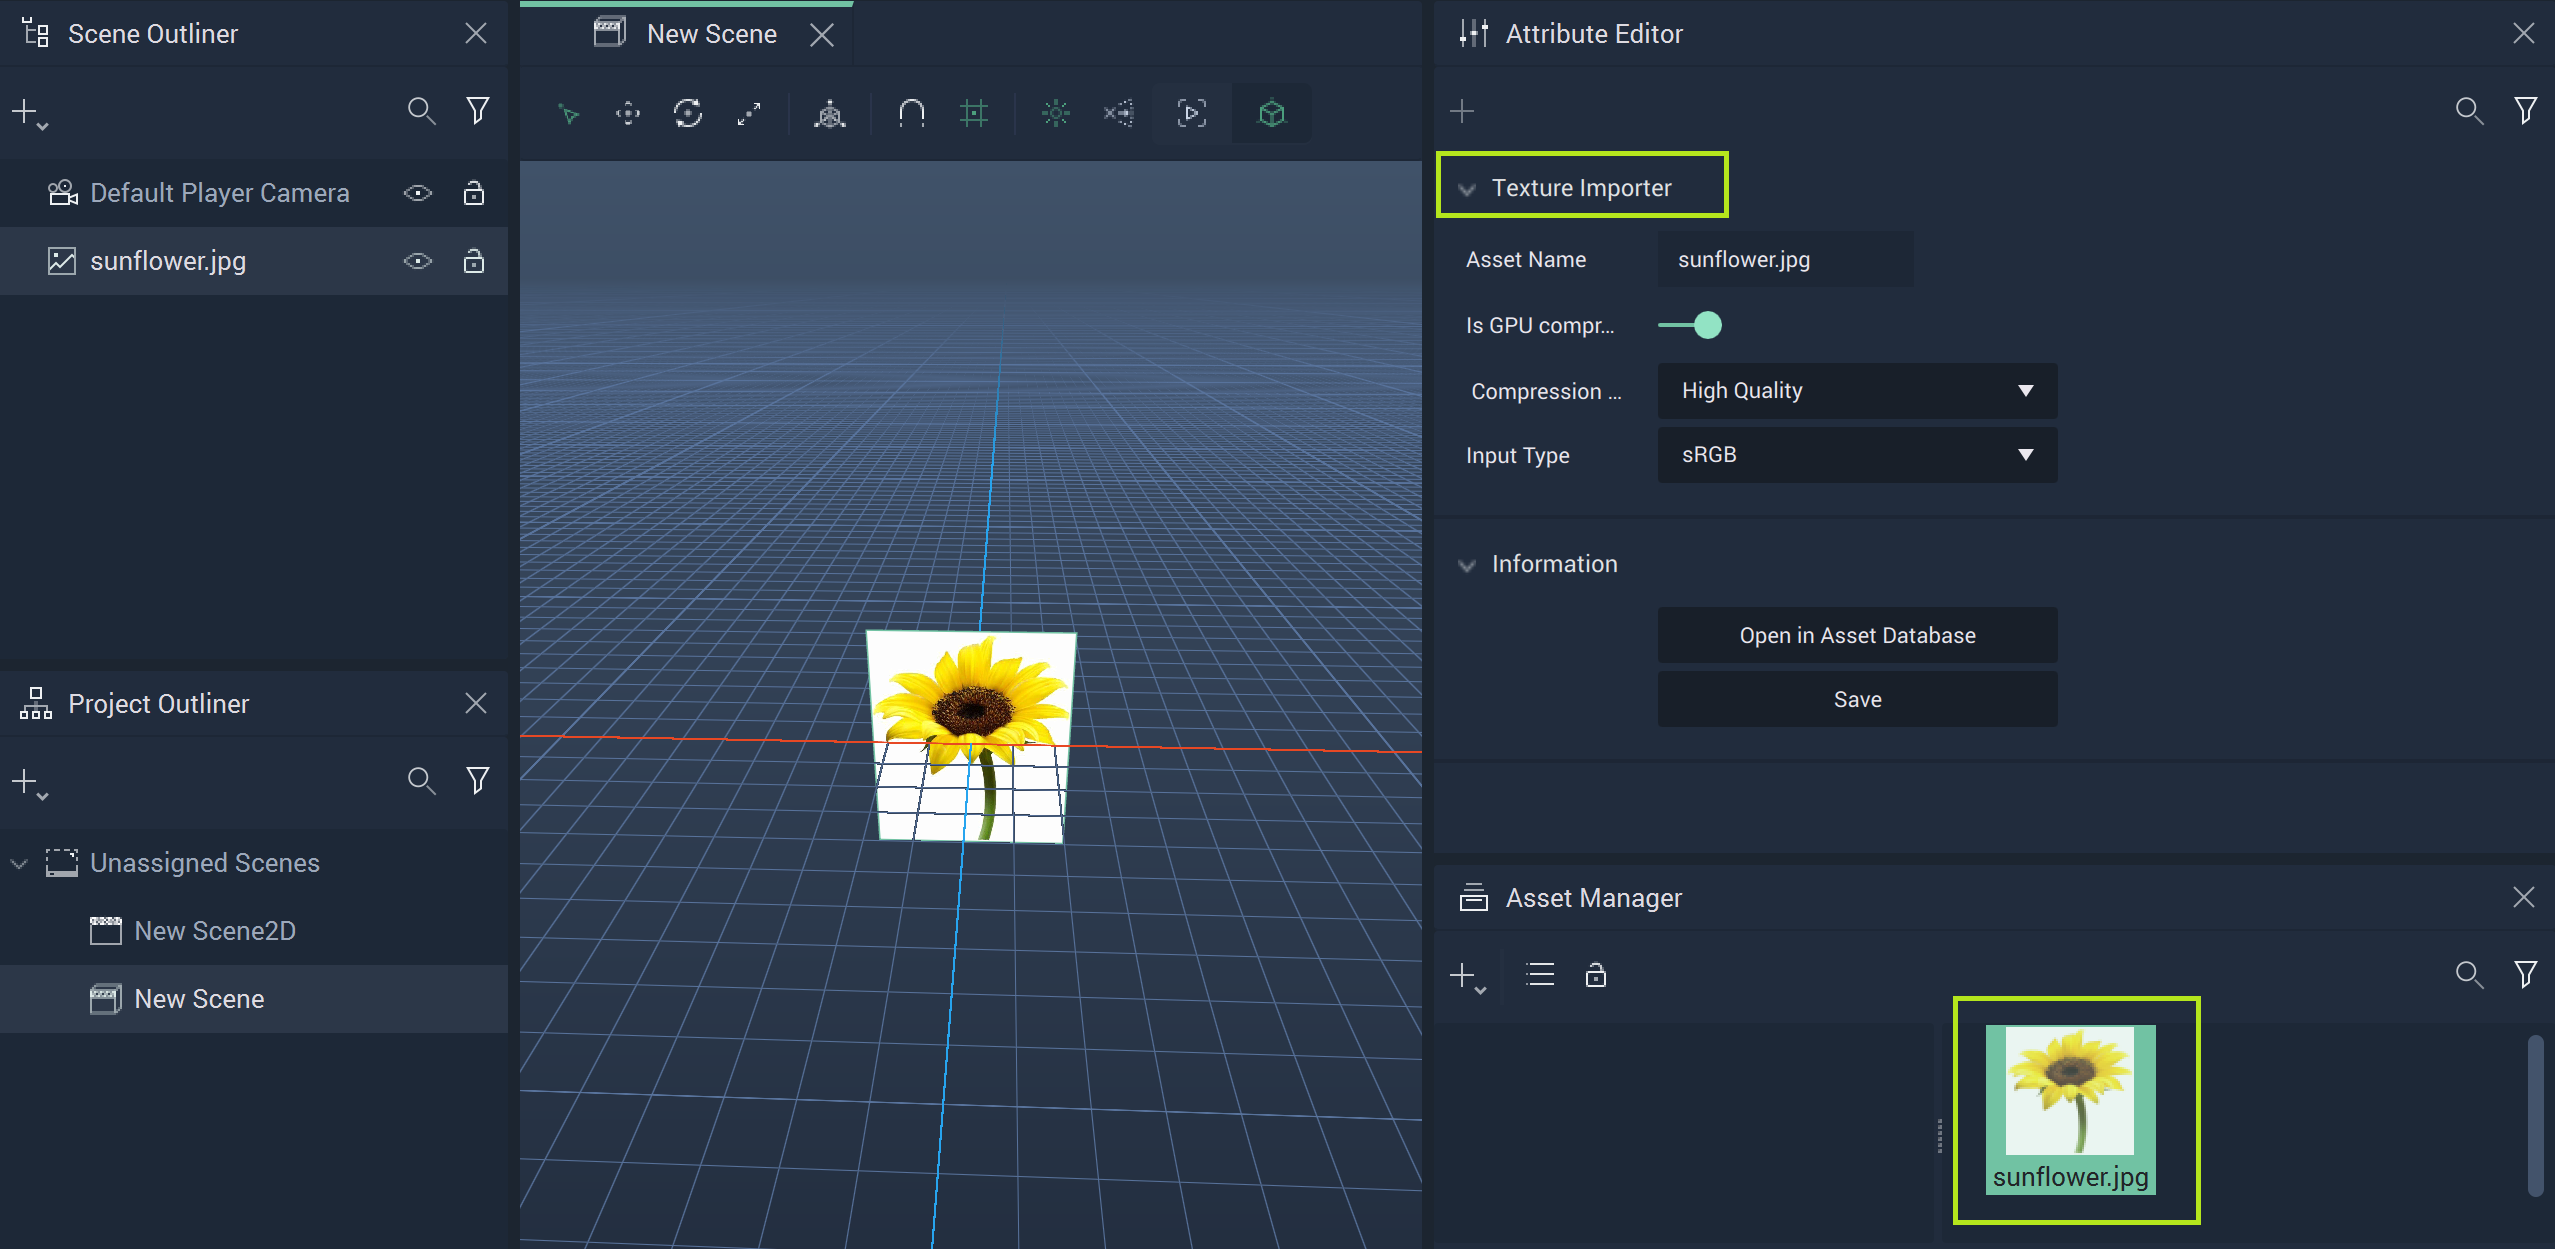 Scene Outliner
Default Player Camera
sunflower.jpg
Project Outliner
Unassigned Scenes
New Scene2D
New Scene
New Scene
Attribute Editor
Texture Importer
Asset Name
sunflower.jpg
Is GPU compr...
Compression ...
High Quality
Input Type
sRGB
Information
Open in Asset Database
Save
Asset Manager
sunflower.jpg